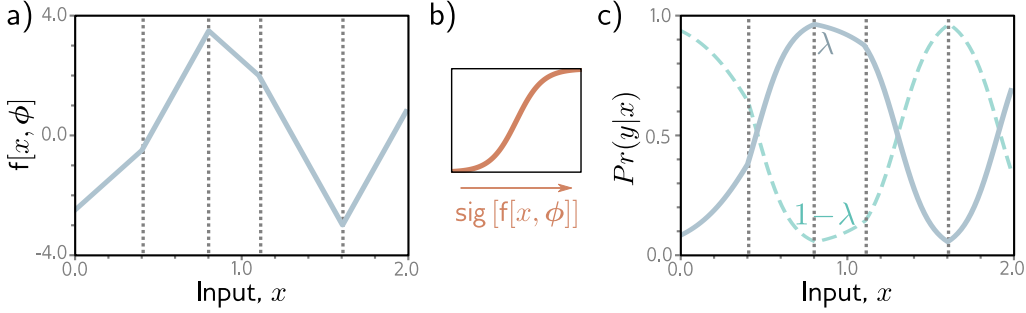 a)
4.0
0.0
-4.0
f[x, ϕ]
0.0
1.0
2.0
Input, x
b)
sig [f[x, ϕ]]
c)
1.0
0.5
0.0
Pr(y|x)
λ
1−λ
0.0
1.0
2.0
Input, x